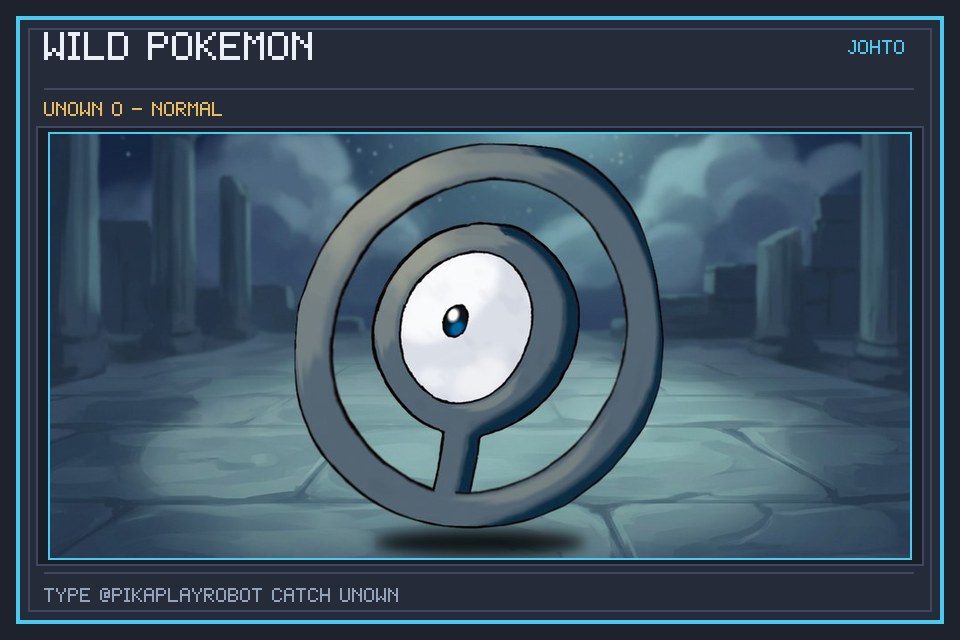 WILD POKEMON
JOHTO
UNOWN O - NORMAL
TYPE @PIKAPLAYROBOT CATCH UNOWN